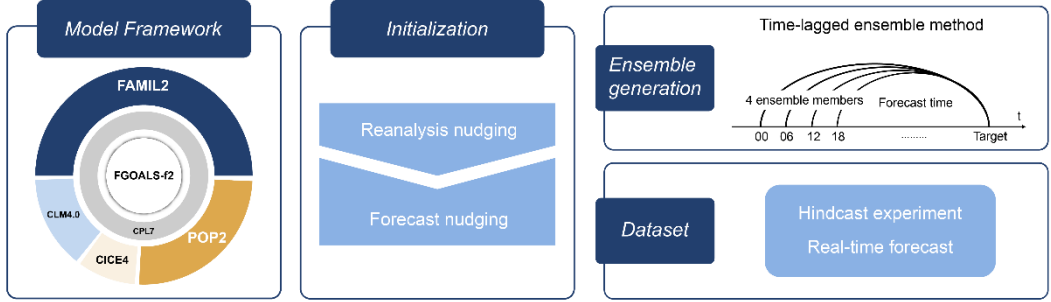 Model Framework
FAMIL2
FGOALS-f2
CLM4.0
CPL7
POP2
CICE4
Initialization
Reanalysis nudging
Forecast nudging
Ensemble
generation
Time-lagged ensemble method
4 ensemble members
Forecast time
t
00 06 12 18 ......... Target
Dataset
Hindcast experiment
Real-time forecast